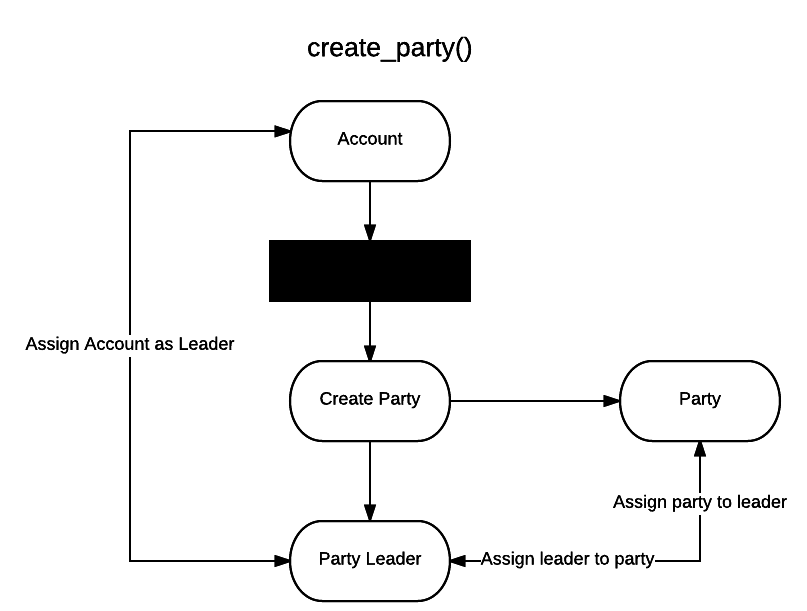 create_party()
Account
Assign Account as Leader
Create Party
Party
Assign party to leader
Party Leader
Assign leader to party